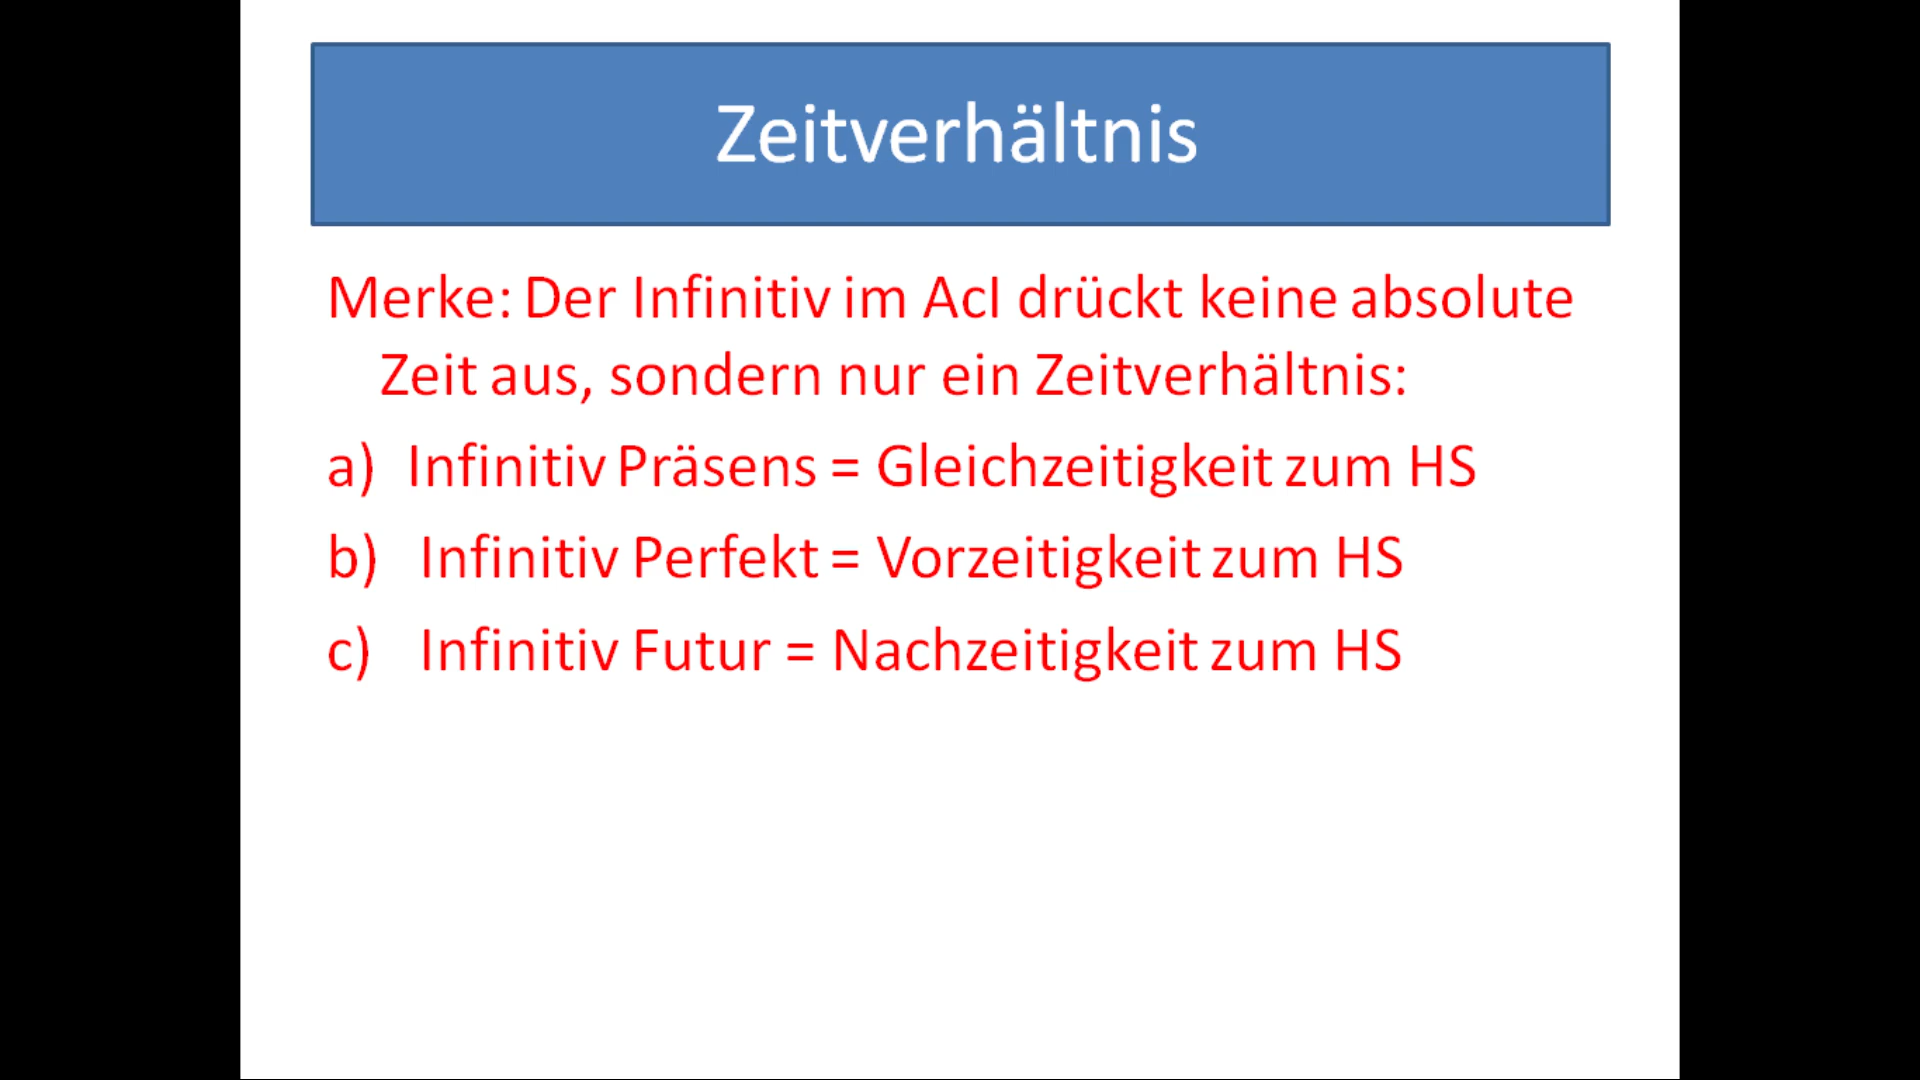 Zeitverhältnis
Merke: Der Infinitiv im AcI drückt keine absolute
Zeit aus, sondern nur ein Zeitverhältnis:
a) Infinitiv Präsens = Gleichzeitigkeit zum HS
b) Infinitiv Perfekt = Vorzeitigkeit zum HS
c) Infinitiv Futur = Nachzeitigkeit zum HS